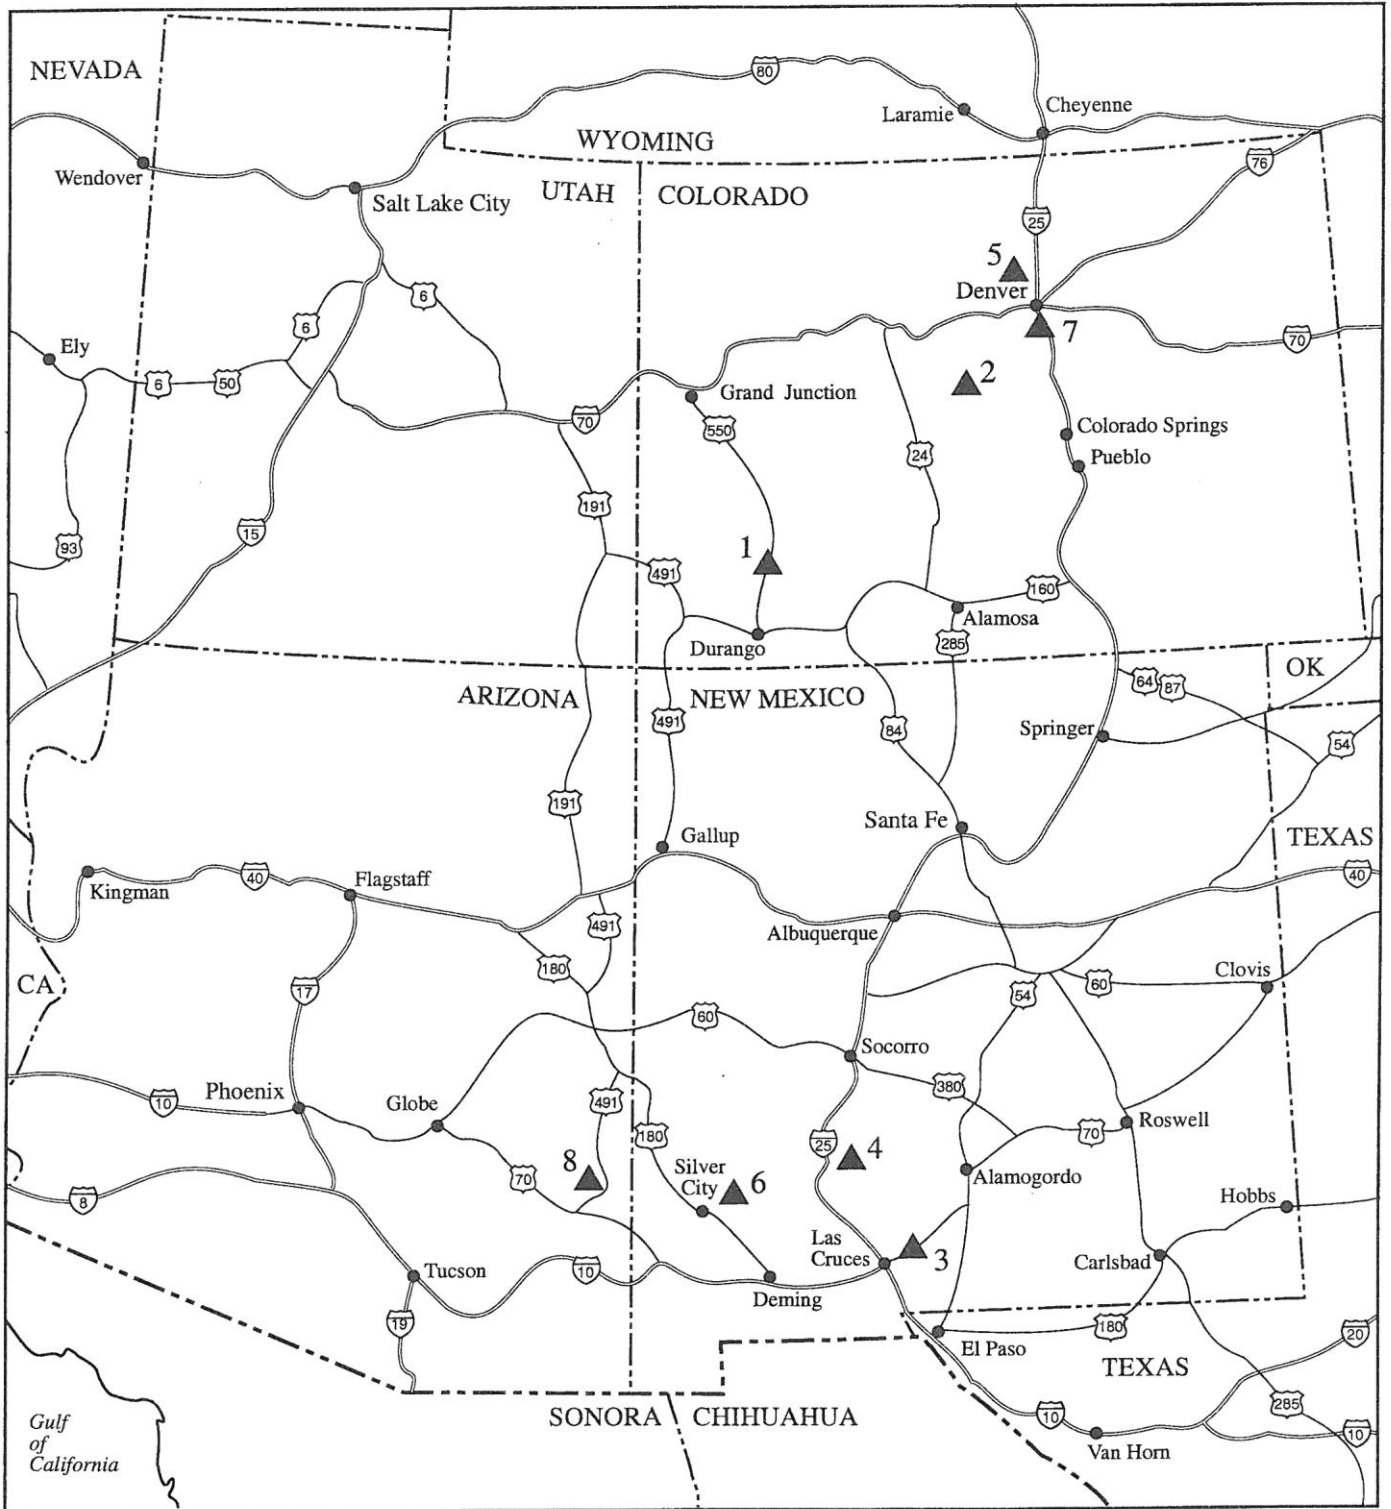 NEVADA
80
Laramie
Cheyenne
WYOMING
76
Wendover
UTAH
COLORADO
Salt Lake City
25
5
6
Denver
6
7
70
Ely
6
50
2
Grand Junction
70
550
Colorado Springs
24
Pueblo
191
15
93
1
491
160
Alamosa
Durango
285
OK
ARIZONA
NEW MEXICO
64
87
491
84
Springer
54
191
Santa Fe
Gallup
TEXAS
40
Kingman
40
Flagstaff
491
Albuquerque
180
CA
Clovis
17
60
54
60
Socorro
Phoenix
10
Globe
380
491
Roswell
180
25
70
4
8
Silver
City
70
6
Alamogordo
8
Hobbs
Las
Cruces
3
Carlsbad
Tucson
10
Deming
19
180
20
El Paso
TEXAS
SONORA
CHIHUAHUA
10
285
10
Gulf
of
California
Van Horn